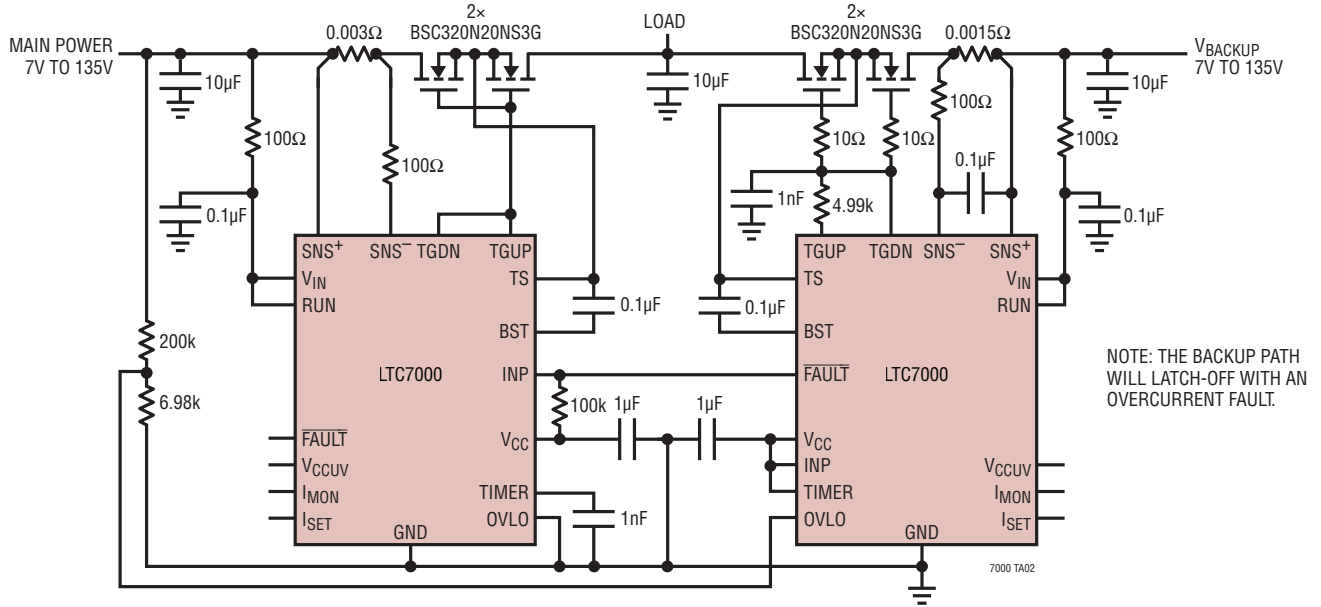 2×
BSC320N20NS3G
LOAD
2×
BSC320N20NS3G
MAIN POWER
7V TO 135V
0.003Ω
0.0015Ω
VBACKUP
7V TO 135V
10µF
10µF
10µF
100Ω
100Ω
100Ω
100Ω
10Ω
10Ω
0.1µF
0.1µF
1nF
4.99k
0.1µF
SNS+
SNS–
TGDN
TGUP
TGUP
TGDN
SNS–
SNS+
VIN
RUN
TS
TS
VIN
RUN
0.1µF
0.1µF
BST
BST
200k
6.98k
LTC7000
INP
FAULT
LTC7000
NOTE: THE BACKUP PATH
WILL LATCH-OFF WITH AN
OVERCURRENT FAULT.
100k
1µF
1µF
FAULT
VCCUV
IMON
ISET
VCC
TIMER
OVLO
1nF
GND
VCC
INP
TIMER
OVLO
VCCUV
IMON
ISET
GND
7000 TA02